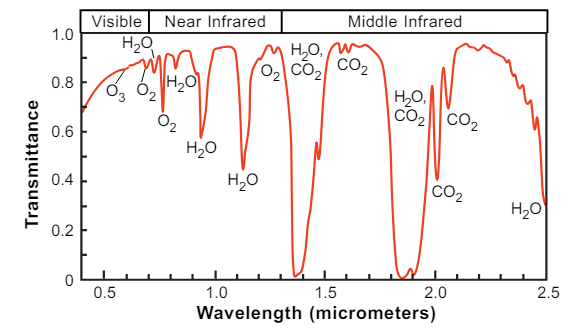 Visible Near Infrared Middle Infrared
Transmittance
1.0
0.8
0.6
0.4
0.2
0
H₂O
O₃
O₂
H₂O
O₂
H₂O
H₂O
O₂
H₂O,
CO₂
CO₂
H₂O,
CO₂
CO₂
CO₂
H₂O
0.5 1.0 1.5 2.0 2.5
Wavelength (micrometers)